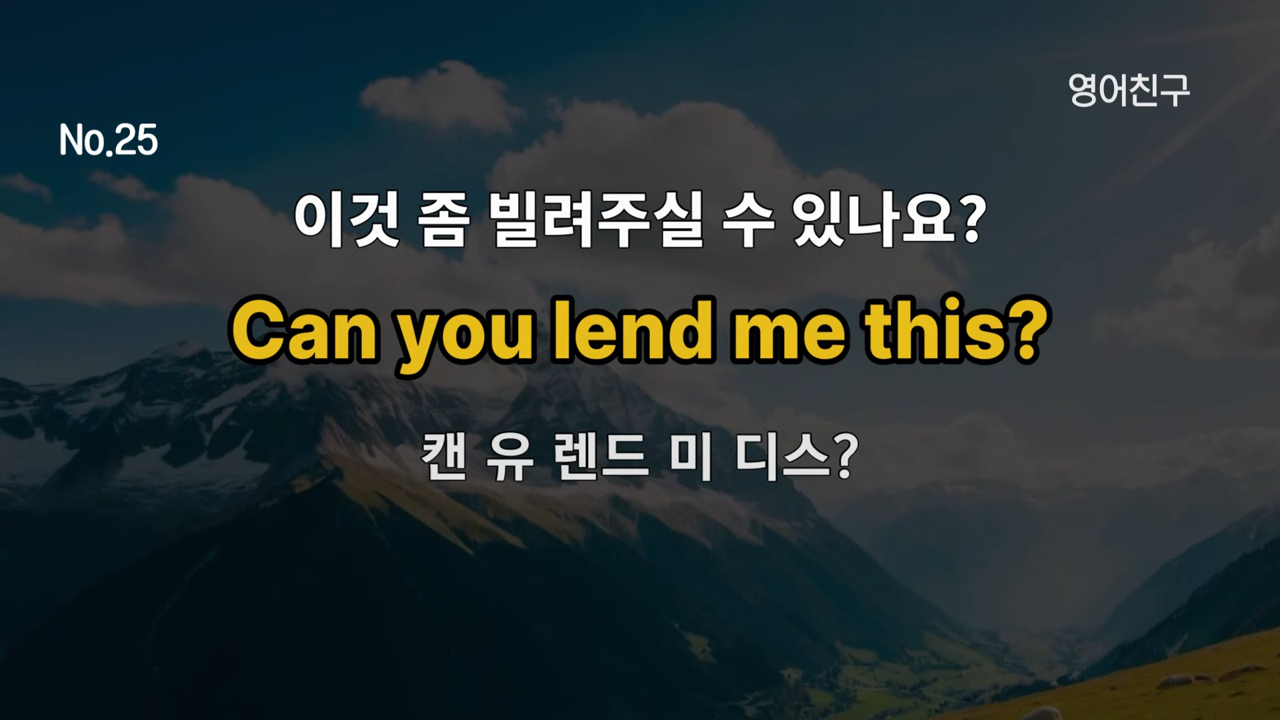 영어친구
No.25
이것 좀 빌려주실 수 있나요?
Can you lend me this?
캔 유 렌드 미 디스?